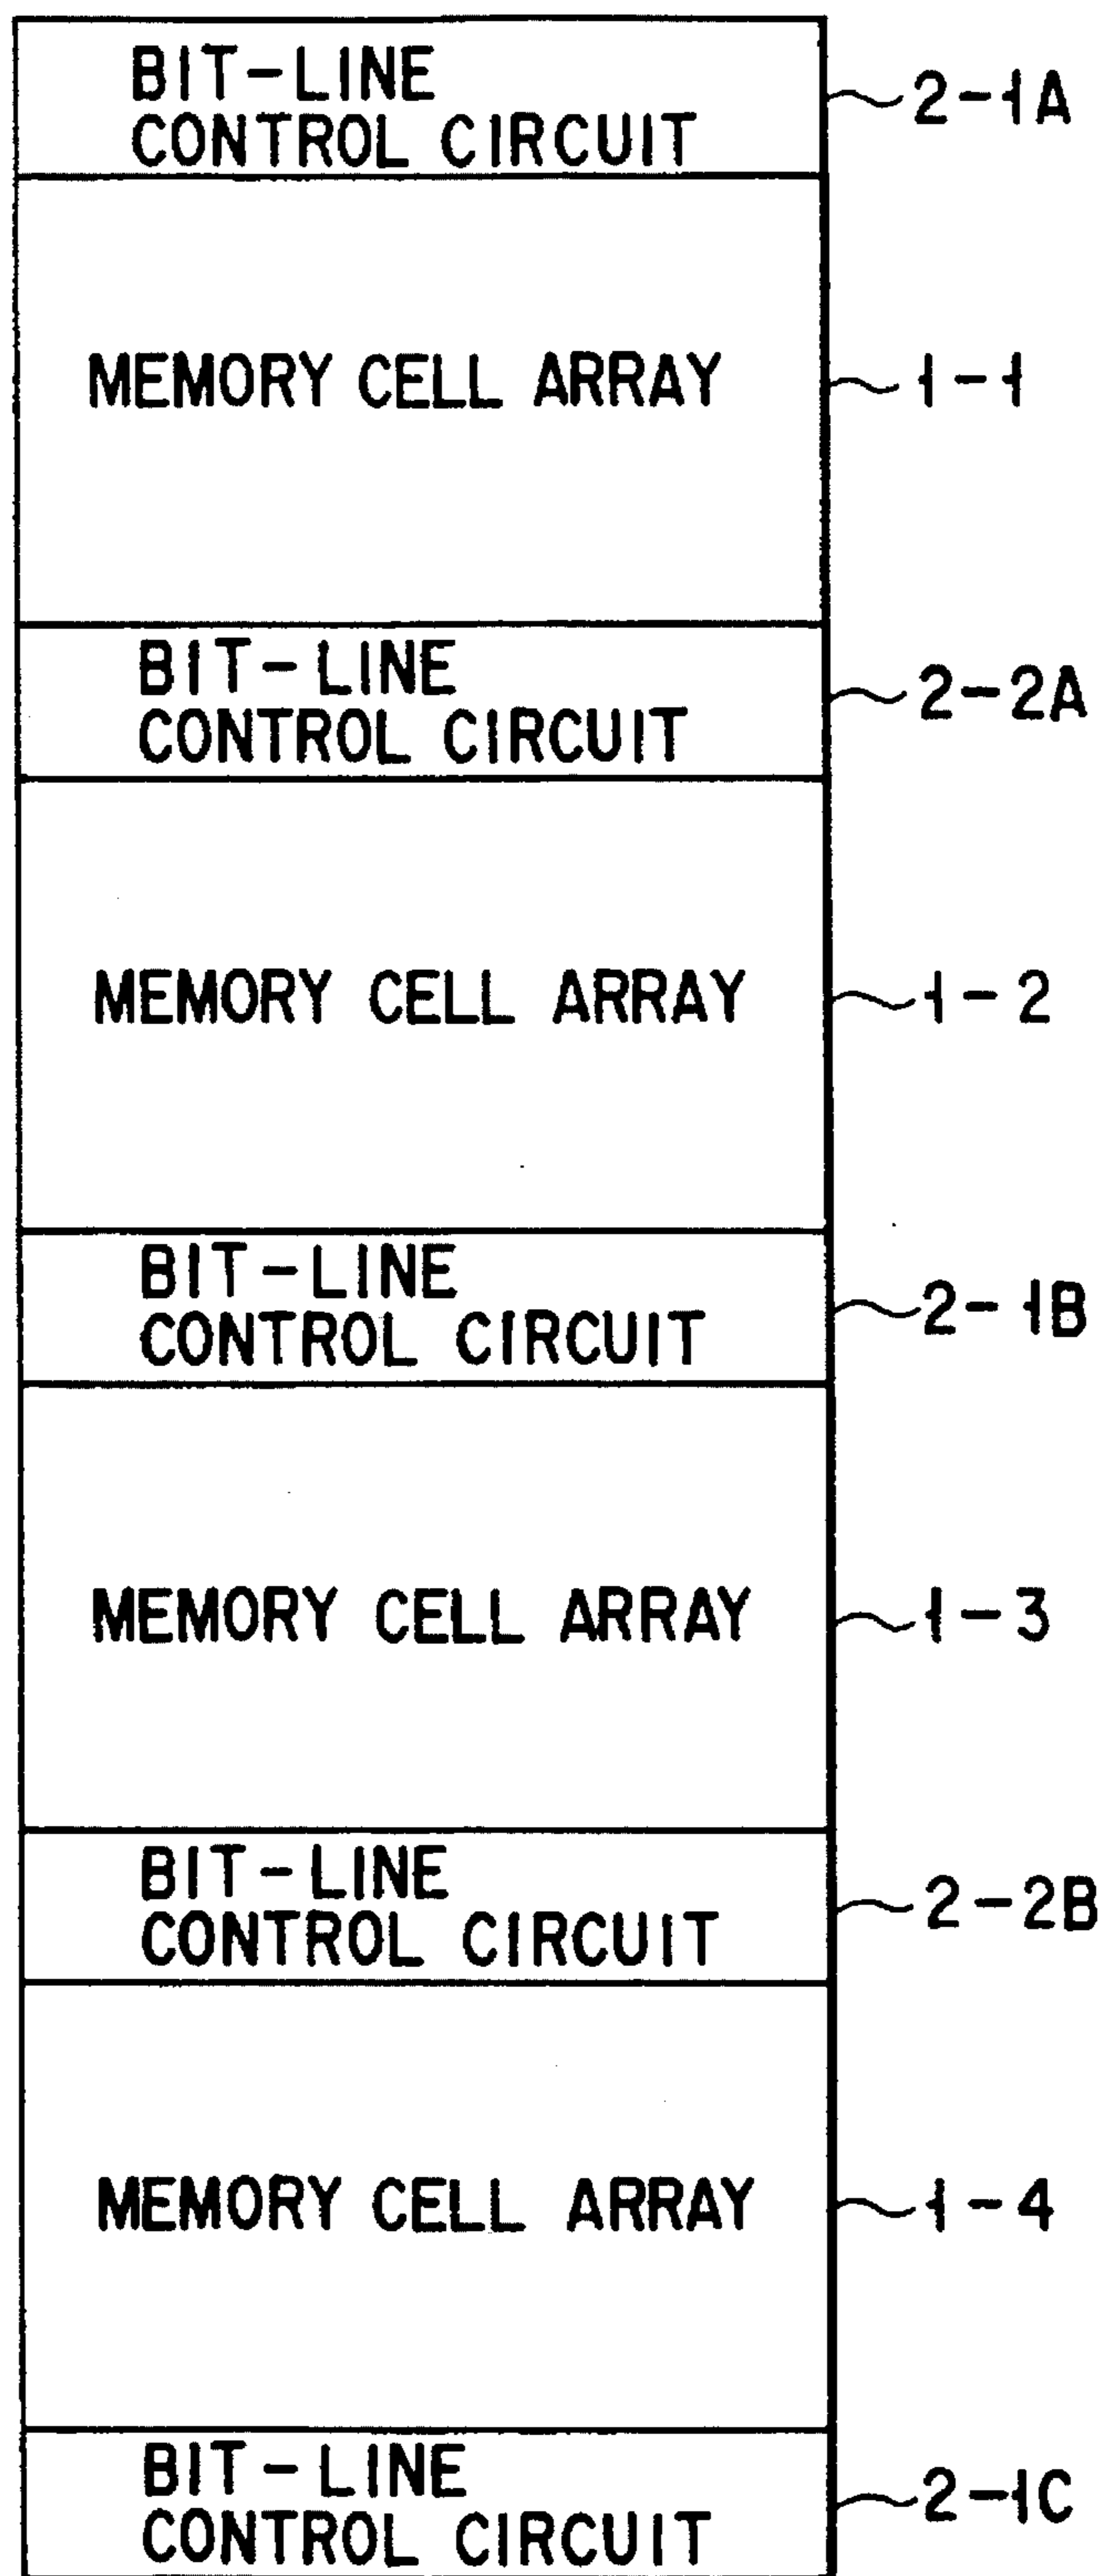 BIT-LINE
CONTROL CIRCUIT
2-1A
MEMORY CELL ARRAY
1-1
BIT-LINE
CONTROL CIRCUIT
2-2A
MEMORY CELL ARRAY
1-2
BIT-LINE
CONTROL CIRCUIT
2-1B
MEMORY CELL ARRAY
1-3
BIT-LINE
CONTROL CIRCUIT
2-2B
MEMORY CELL ARRAY
1-4
BIT-LINE
CONTROL CIRCUIT
2-1C